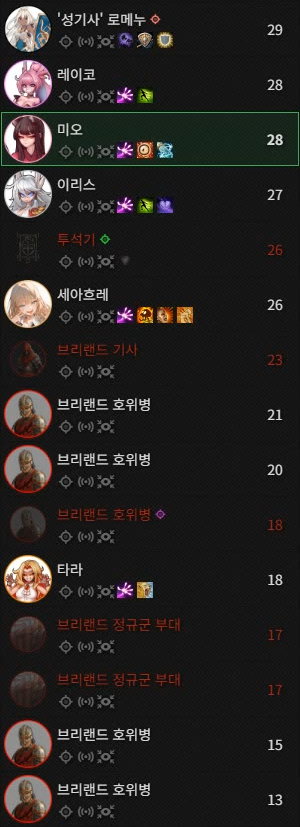 '성기사' 로메누 29
레이코 28
미오 28
이리스 27
투석기 26
세아흐레 26
브리랜드 기사 23
브리랜드 호위병 21
브리랜드 호위병 20
브리랜드 호위병 18
타라 18
브리랜드 정규군 부대 17
브리랜드 정규군 부대 17
브리랜드 호위병 15
브리랜드 호위병 13